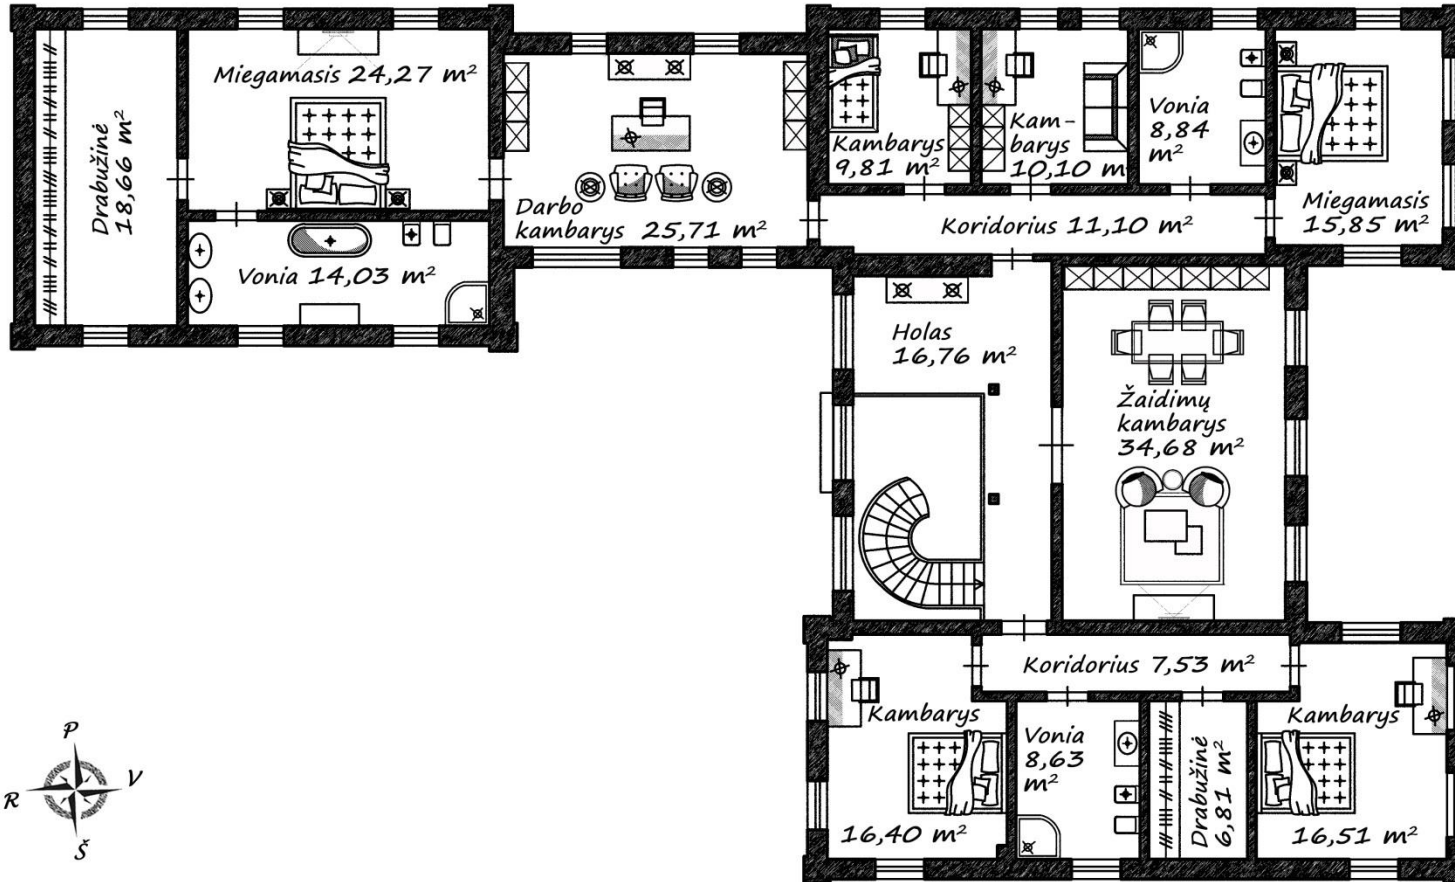 Miegamasis 24,27 m²
Drabužinė
18,66 m²
Vonia 14,03 m²
Darbo
kambarys 25,71 m²
Kambarys
9,81 m²
Kam-
barys
10,10 m
Vonia
8,84
m²
Miegamasis
15,85 m²
Koridorius 11,10 m²
Holas
16,76 m²
Žaidimų
kambarys
34,68 m²
Koridorius 7,53 m²
Kambarys
16,40 m²
Vonia
8,63
m²
Drabužinė
6,81 m²
Kambarys
16,51 m²
P
V
R
Š